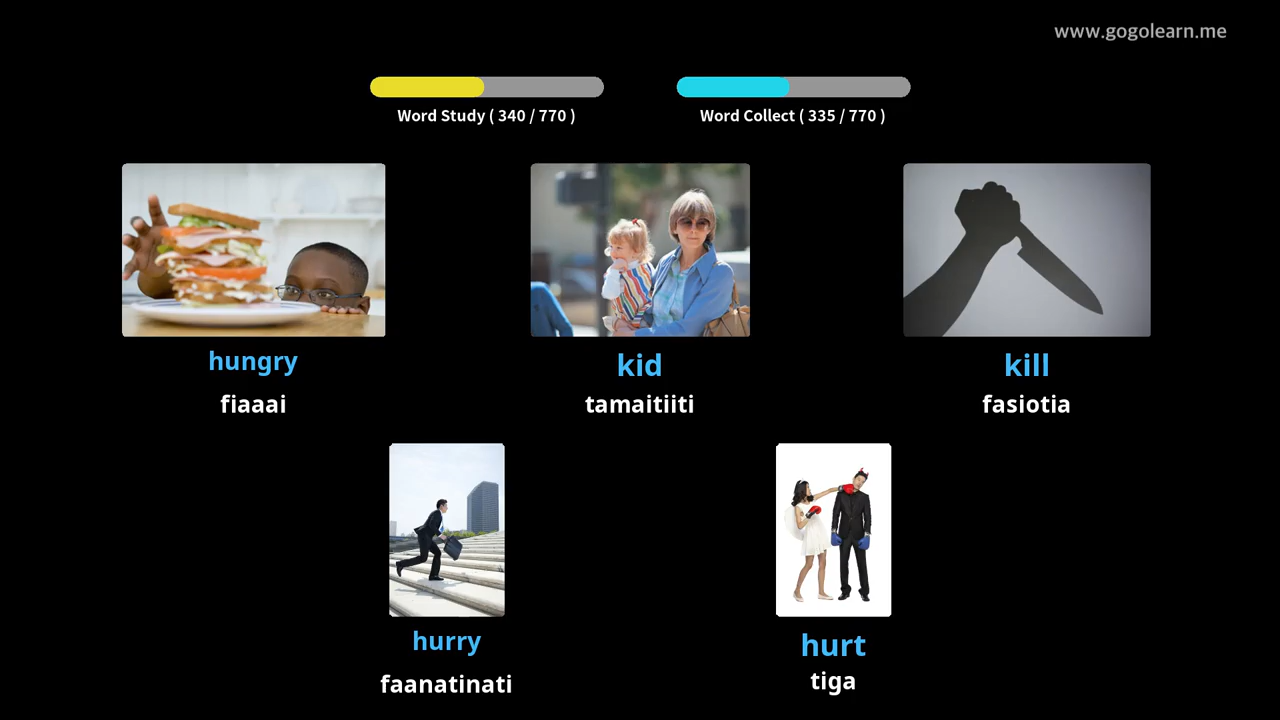 www.gogolearn.me
Word Study ( 340 / 770 )
Word Collect ( 335 / 770 )
hungry
fiaaai
kid
tamaitiiti
kill
fasiotia
hurry
faanatinati
hurt
tiga